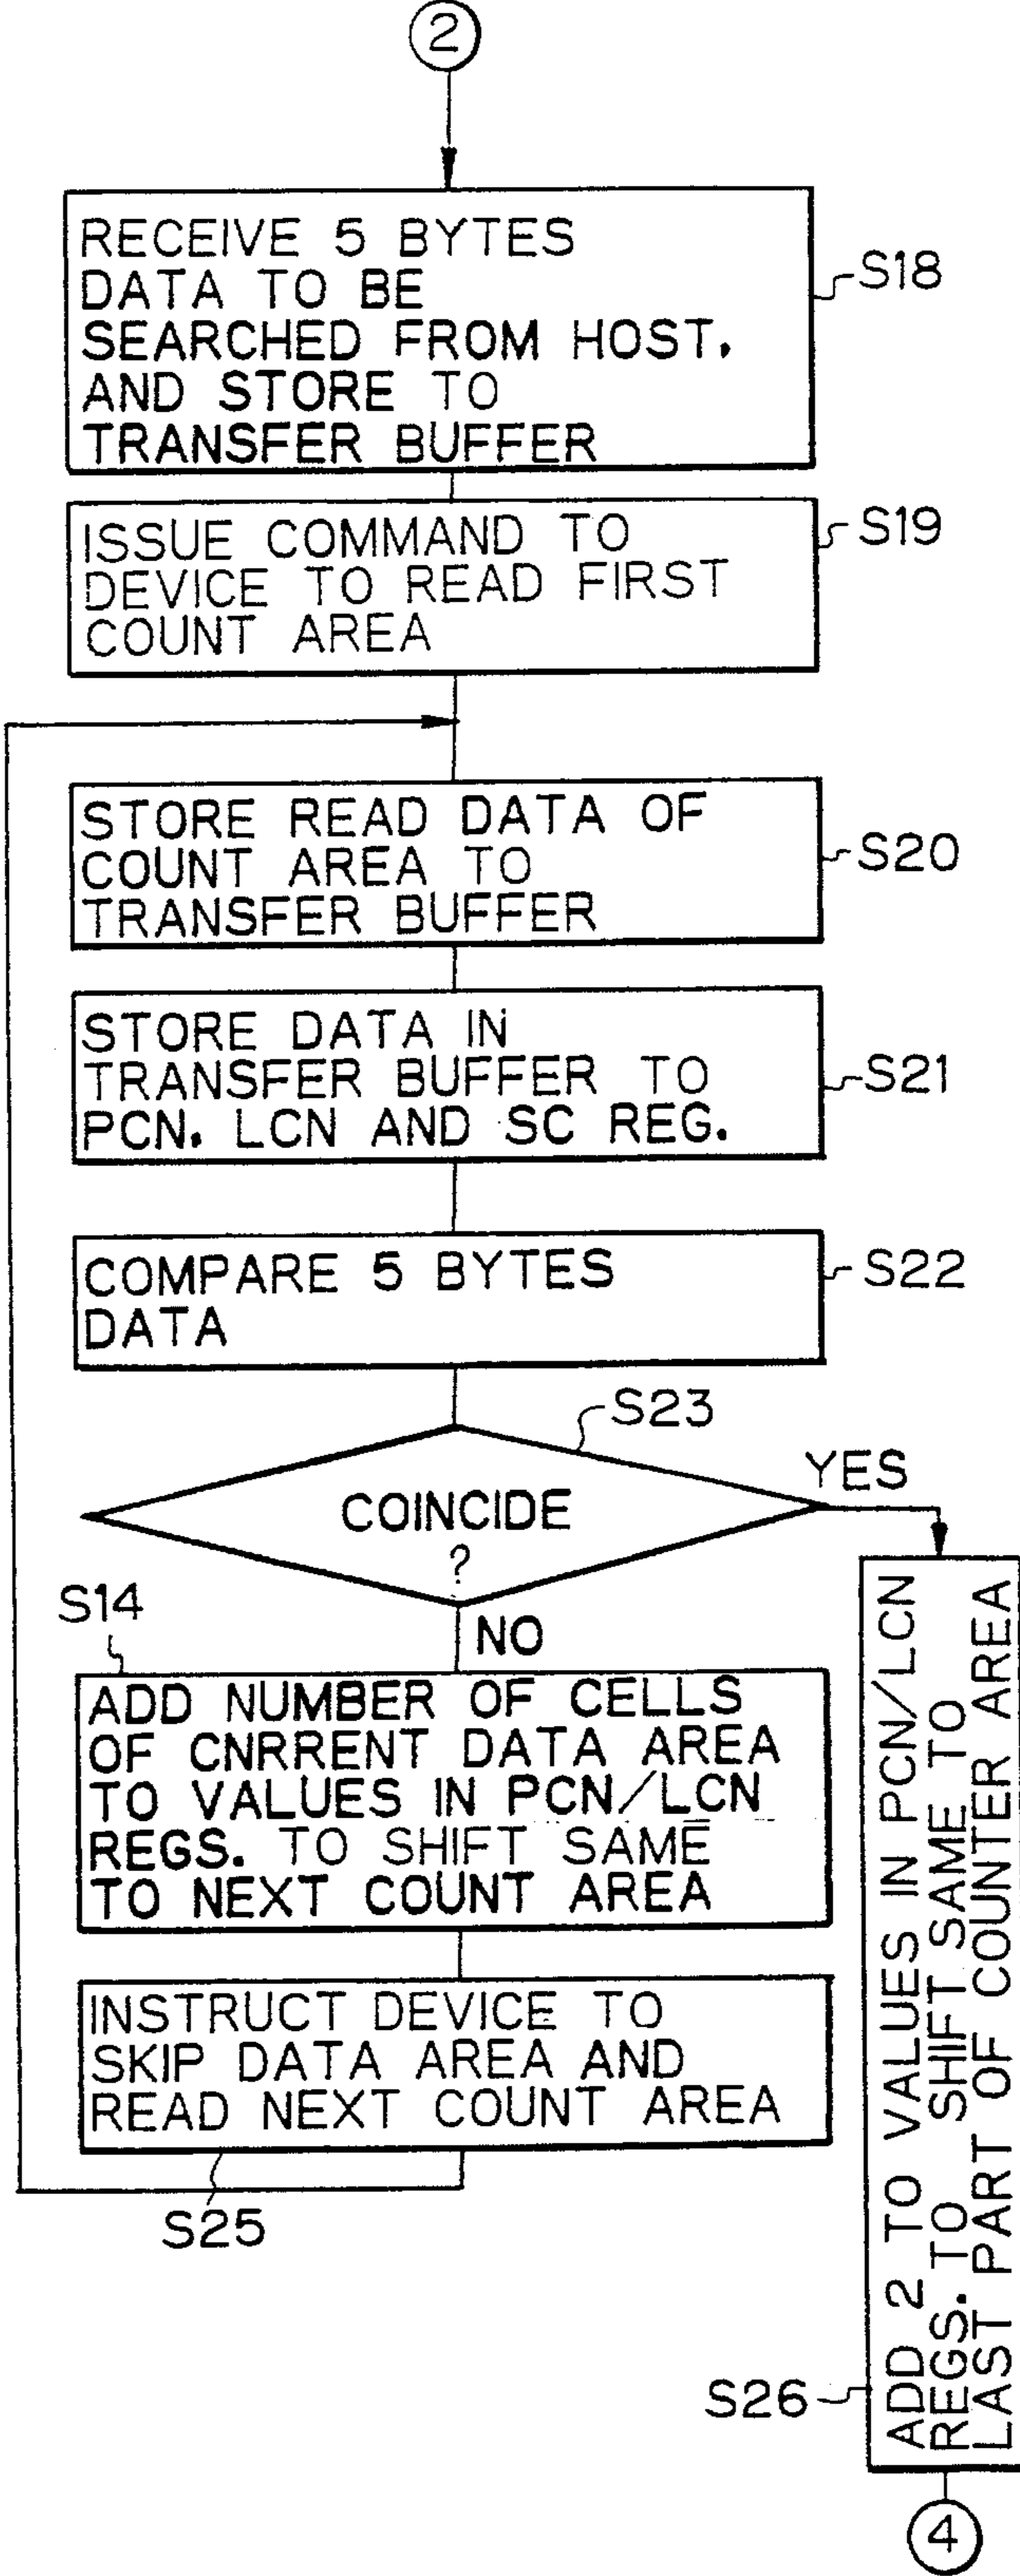 2
RECEIVE 5 BYTES
DATA TO BE
SEARCHED FROM HOST.
AND STORE TO
TRANSFER BUFFER
S18
ISSUE COMMAND TO
DEVICE TO READ FIRST
COUNT AREA
S19
STORE READ DATA OF
COUNT AREA TO
TRANSFER BUFFER
S20
STORE DATA IN
TRANSFER BUFFER TO
PCN. LCN AND SC REG.
S21
COMPARE 5 BYTES
DATA
S22
S23
COINCIDE
?
YES
NO
S14
ADD NUMBER OF CELLS
OF CNRRENT DATA AREA
TO VALUES IN PCN/LCN
REGS. TO SHIFT SAME
TO NEXT COUNT AREA
INSTRUCT DEVICE TO
SKIP DATA AREA AND
READ NEXT COUNT AREA
S25
ADD 2 TO VALUES IN PCN/LCN
REGS. TO SHIFT SAME TO
LAST PART OF COUNTER AREA
S26
4